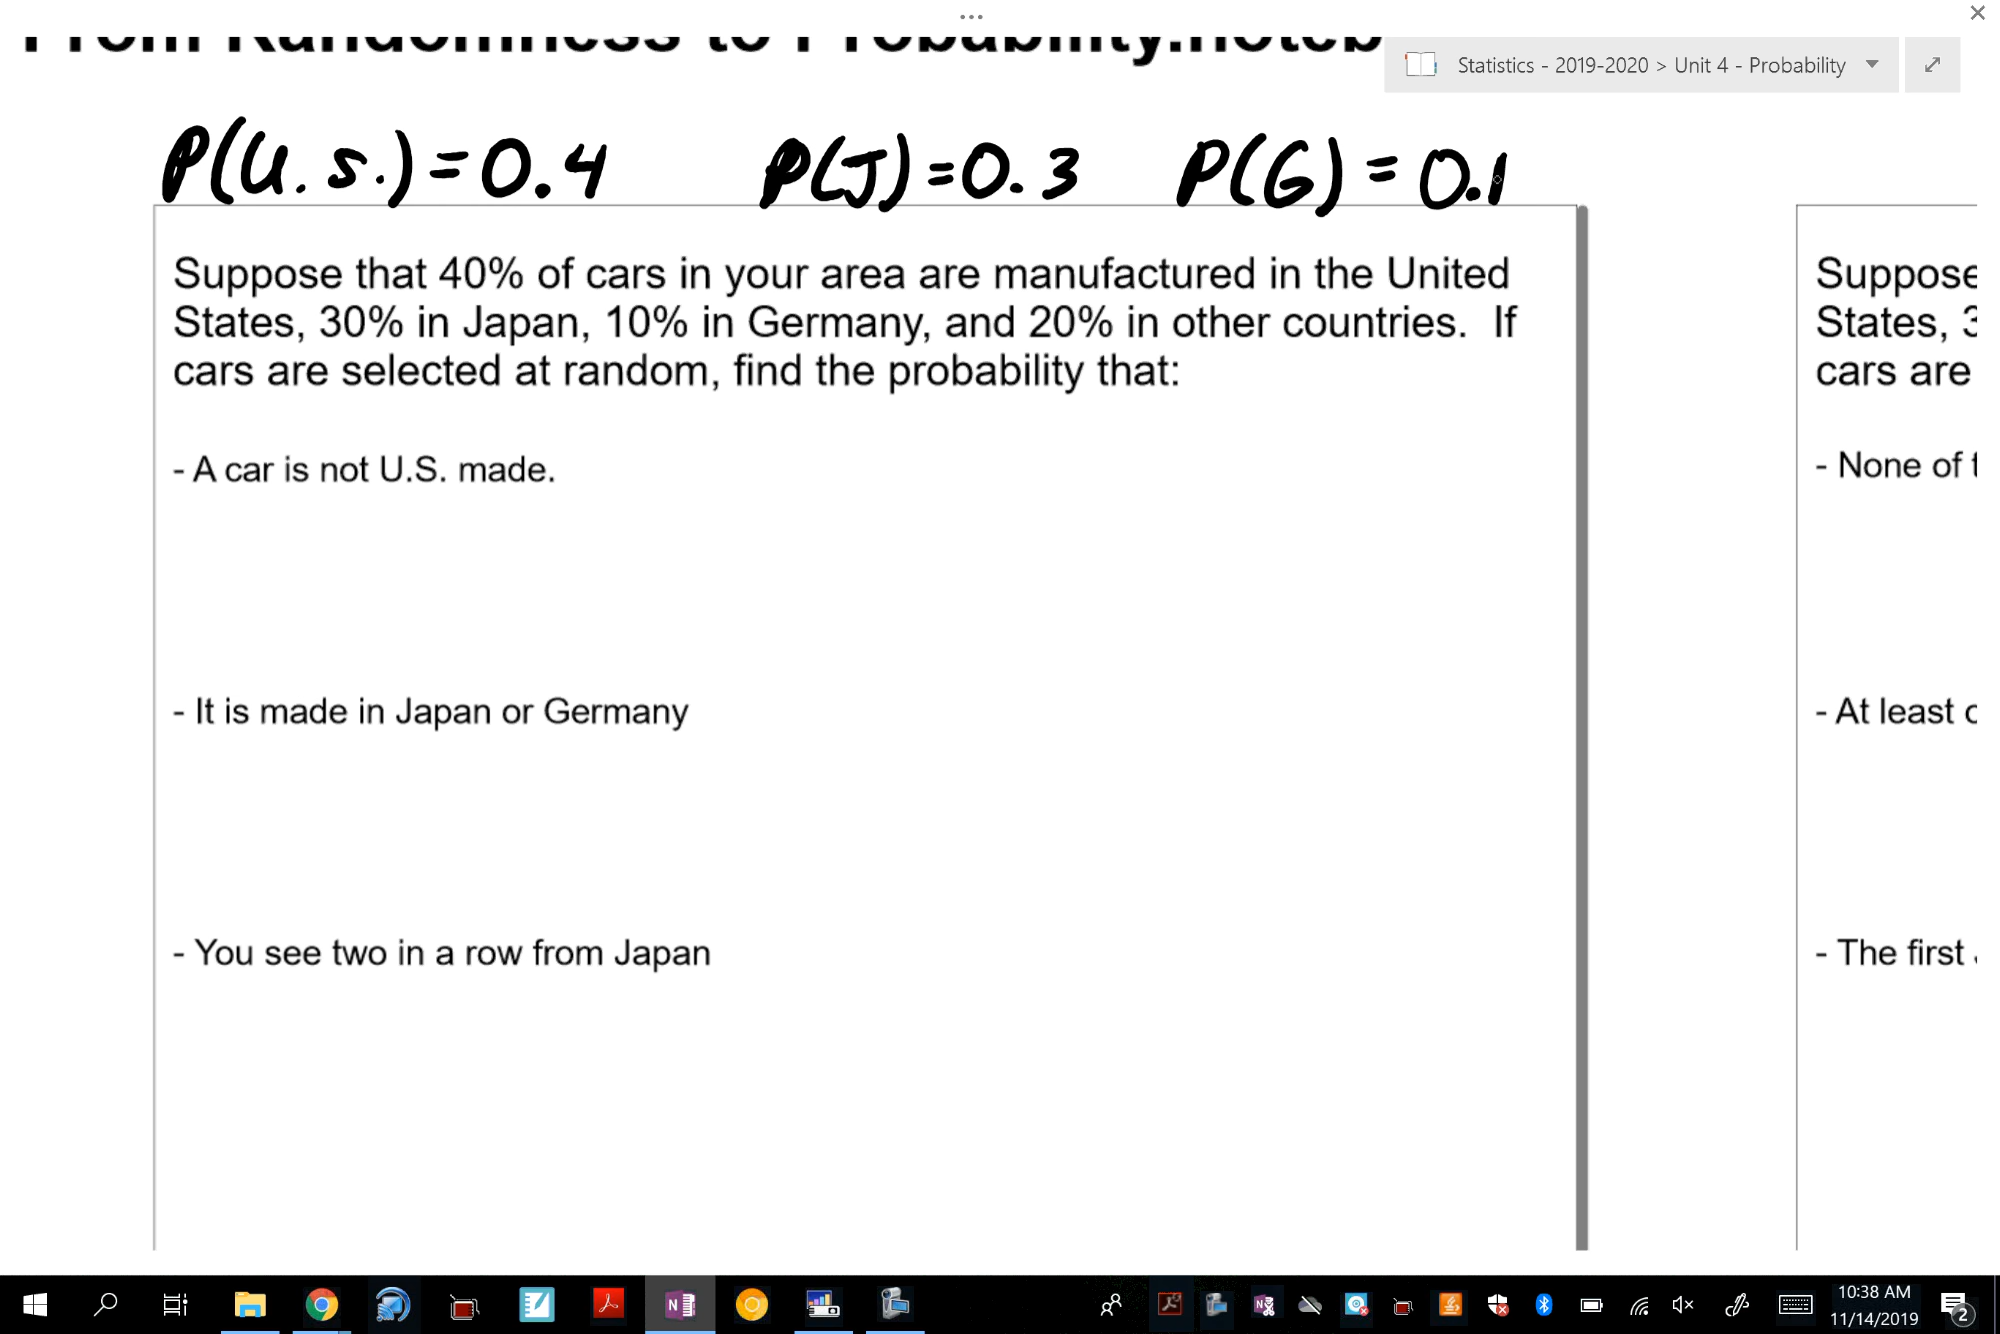 Statistics - 2019-2020 > Unit 4 - Probability
P(U.S.)=0.4 P(J)=0.3 P(G)=0.1
Suppose that 40% of cars in your area are manufactured in the United
States, 30% in Japan, 10% in Germany, and 20% in other countries. If
cars are selected at random, find the probability that:
- A car is not U.S. made.
- It is made in Japan or Germany
- You see two in a row from Japan
Suppose
States,
cars are
- None of
- At least
- The first
10:38 AM
11/14/2019
2